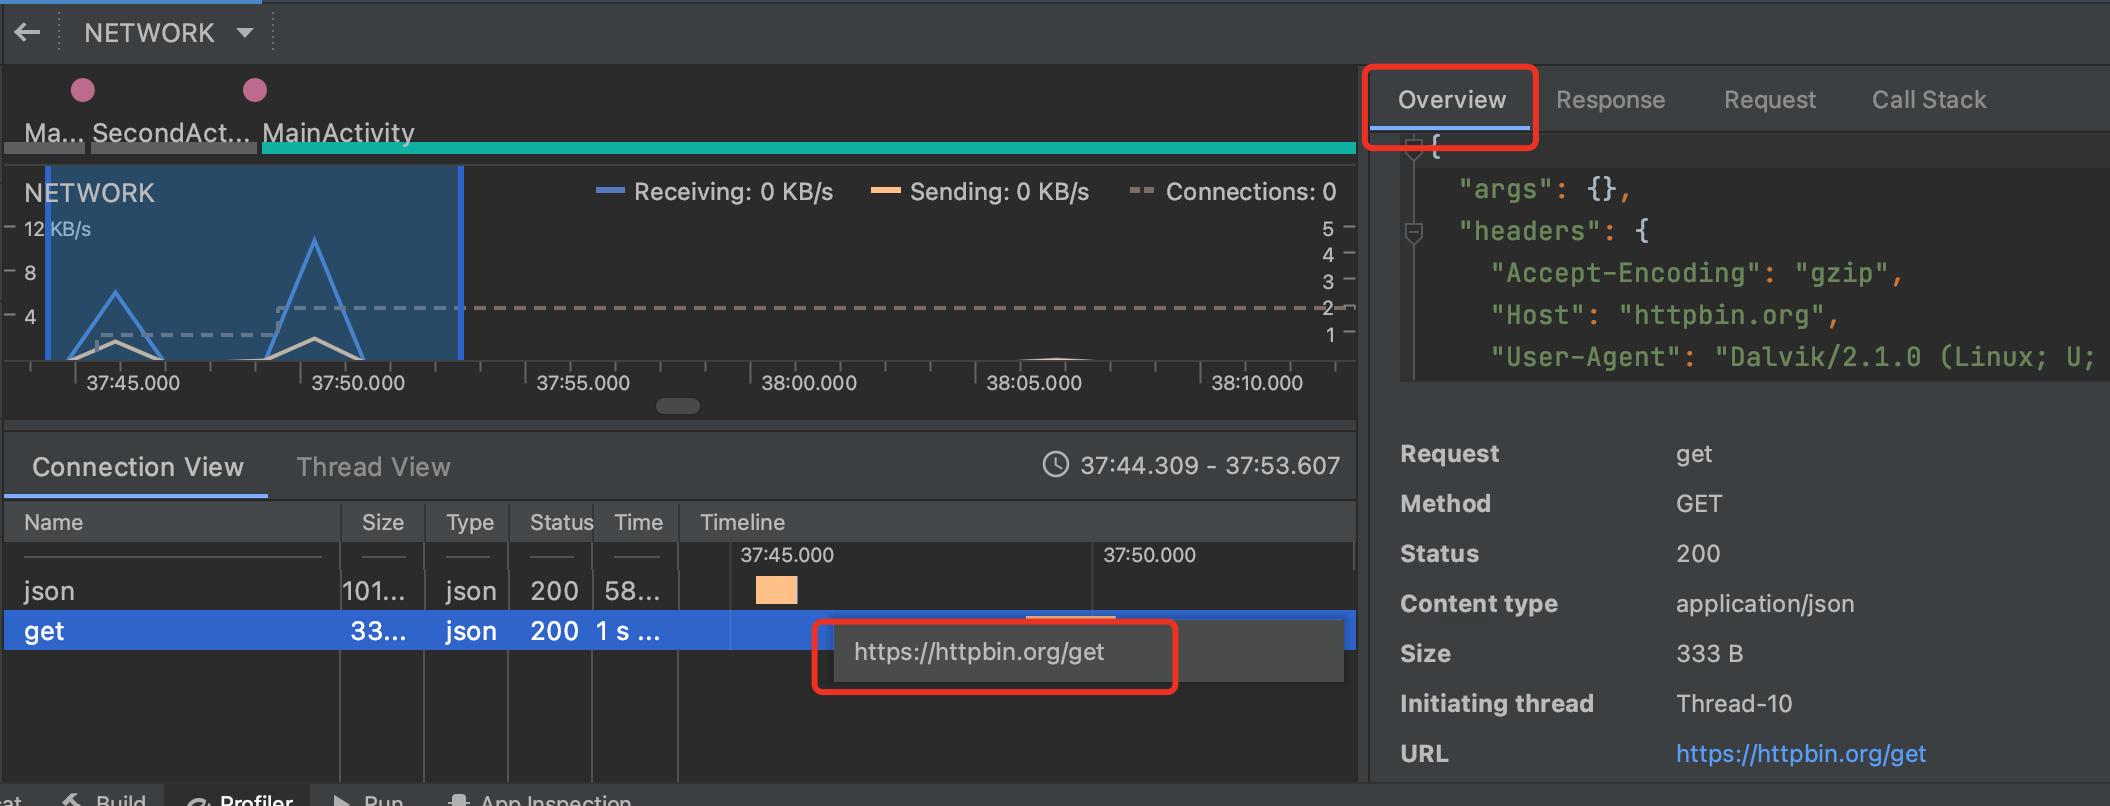 NETWORK
Ma... SecondAct... MainActivity
NETWORK
Receiving: 0 KB/s Sending: 0 KB/s Connections: 0
12 KB/s
8
4
5
4
3
2
1
37:45.000 37:50.000 37:55.000 38:00.000 38:05.000 38:10.000
Connection View Thread View 37:44.309 - 37:53.607
Name Size Type Status Time Timeline
37:45.000 37:50.000
json 101... json 200 58...
get 33... json 200 1 s ...
https://httpbin.org/get
Overview Response Request Call Stack
{
"args": {},
"headers": {
"Accept-Encoding": "gzip",
"Host": "httpbin.org",
"User-Agent": "Dalvik/2.1.0 (Linux; U;
Request get
Method GET
Status 200
Content type application/json
Size 333 B
Initiating thread Thread-10
URL https://httpbin.org/get
Build Profiler Run App Inspection